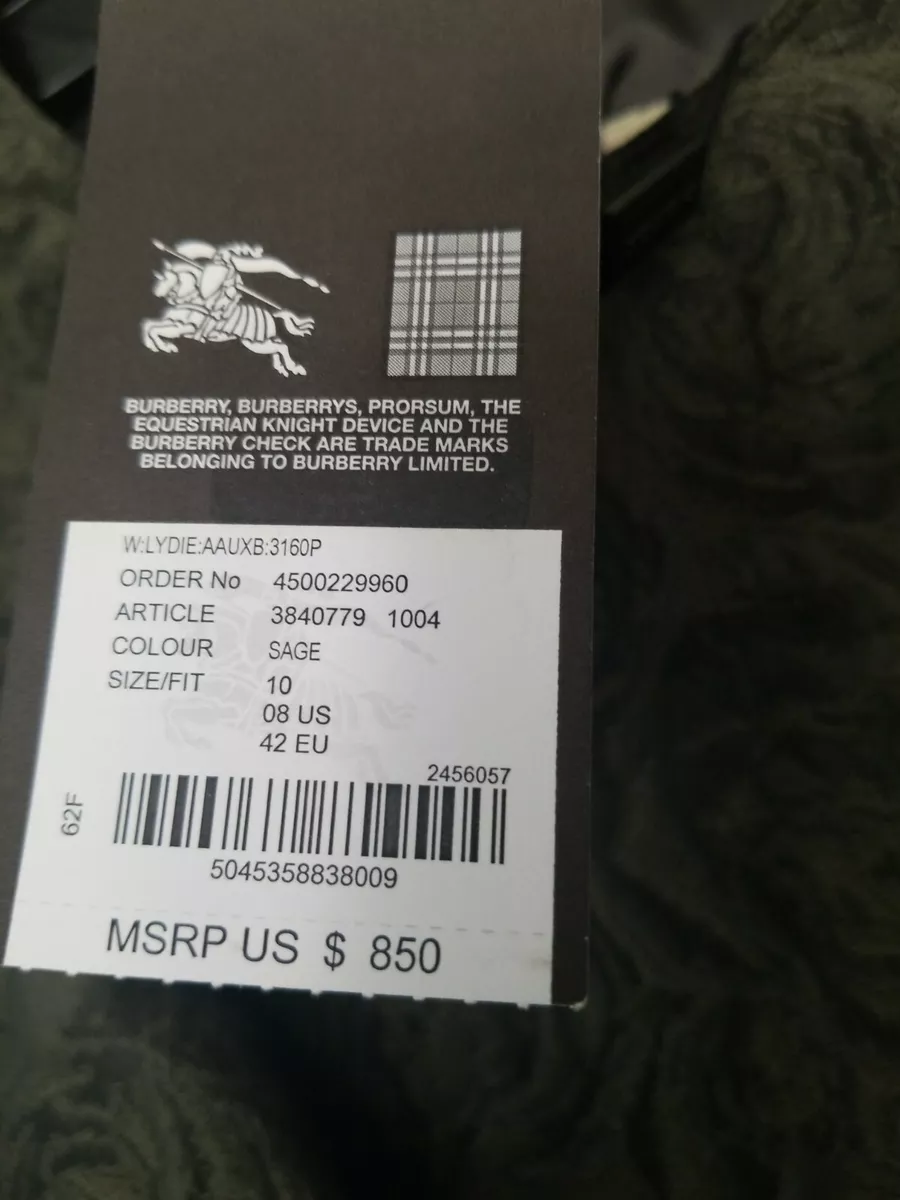 BURBERRY, BURBERRYS, PRORSUM, THE
EQUESTRIAN KNIGHT DEVICE AND THE
BURBERRY CHECK ARE TRADE MARKS
BELONGING TO BURBERRY LIMITED.
W:LYDIE:AAUXB:3160P
ORDER No 4500229960
ARTICLE 3840779 1004
COLOUR SAGE
SIZE/FIT 10
08 US
42 EU
2456057
62F
5045358838009
MSRP US $ 850